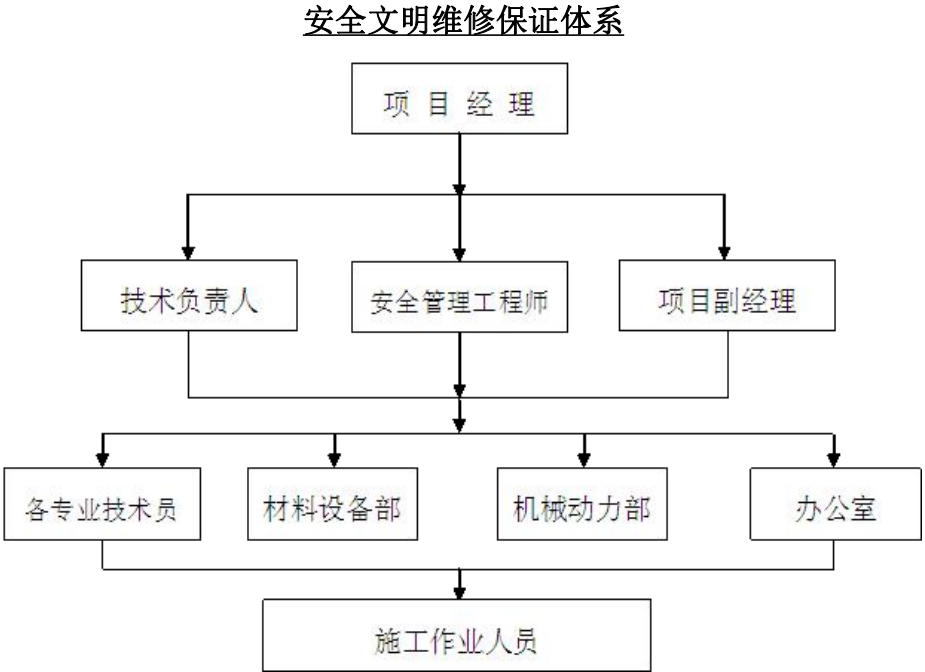 安全文明维修保证体系
项 目 经 理
技术负责人
安全管理工程师
项目副经理
各专业技术员
材料设备部
机械动力部
办公室
施工作业人员